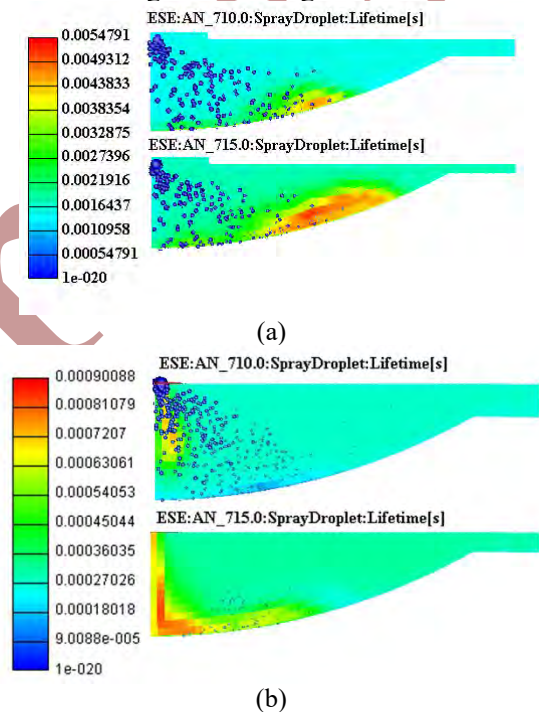 ESE:AN_710.0:SprayDroplet:Lifetime[s]
0.0054791
0.0049312
0.0043833
0.0038354
0.0032875
0.0027396
0.0021916
0.0016437
0.0010958
0.00054791
1e-020
ESE:AN_715.0:SprayDroplet:Lifetime[s]
(a)
ESE:AN_710.0:SprayDroplet:Lifetime[s]
0.00090088
0.00081079
0.0007207
0.00063061
0.00054053
0.00045044
0.00036035
0.00027026
0.00018018
9.0088e-005
1e-020
ESE:AN_715.0:SprayDroplet:Lifetime[s]
(b)